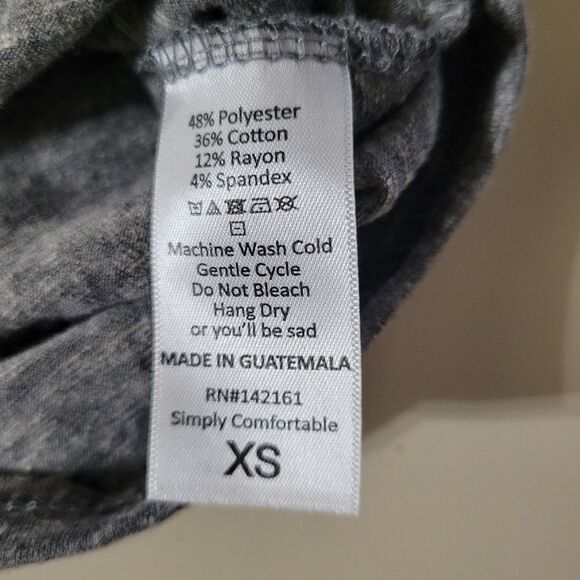 48% Polyester
36% Cotton
12% Rayon
4% Spandex
Machine Wash Cold
Gentle Cycle
Do Not Bleach
Hang Dry
or you'll be sad
MADE IN GUATEMALA
RN#142161
Simply Comfortable
XS